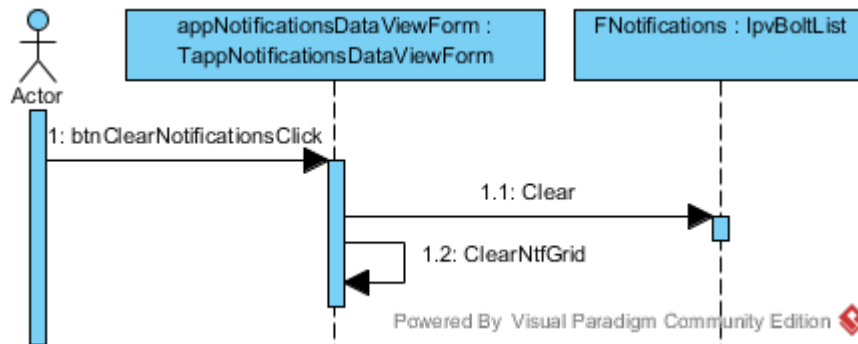 appNotificationsDataViewForm :
TappNotificationsDataViewForm
FNotifications : IpvBoltList
Actor
1: btnClearNotificationsClick
1.1: Clear
1.2: ClearNtfGrid
Powered By Visual Paradigm Community Edition